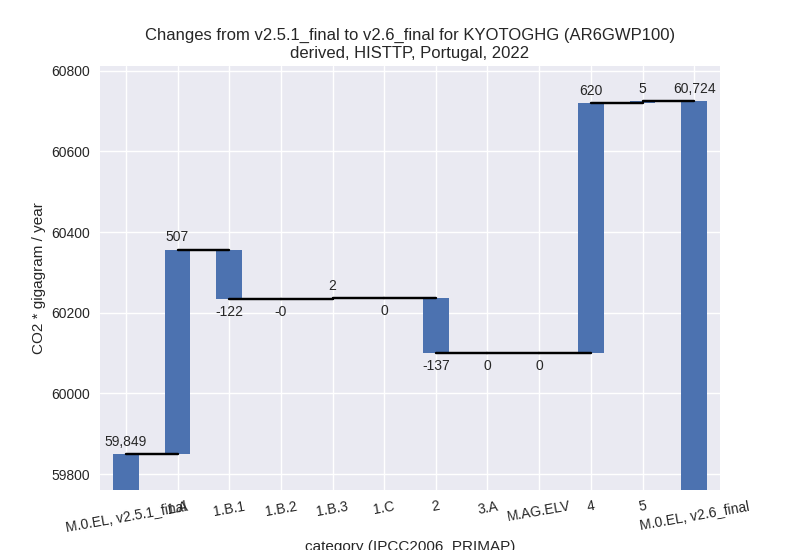 Changes from v2.5.1_final to v2.6_final for KYOTOGHG (AR6GWP100)
derived, HISTTP, Portugal, 2022
CO2 * gigagram / year
60800
60600
60400
60200
60000
59800
59,849
507
-122
-0
2
0
-137
0
0
620
5
60,724
M.0.EL, v2.5.1_final
1.A
1.B.1
1.B.2
1.B.3
1.C
2
3.A
M.AG.ELV
4
5
M.0.EL, v2.6_final
category (IPCC2006_PRIMAP)